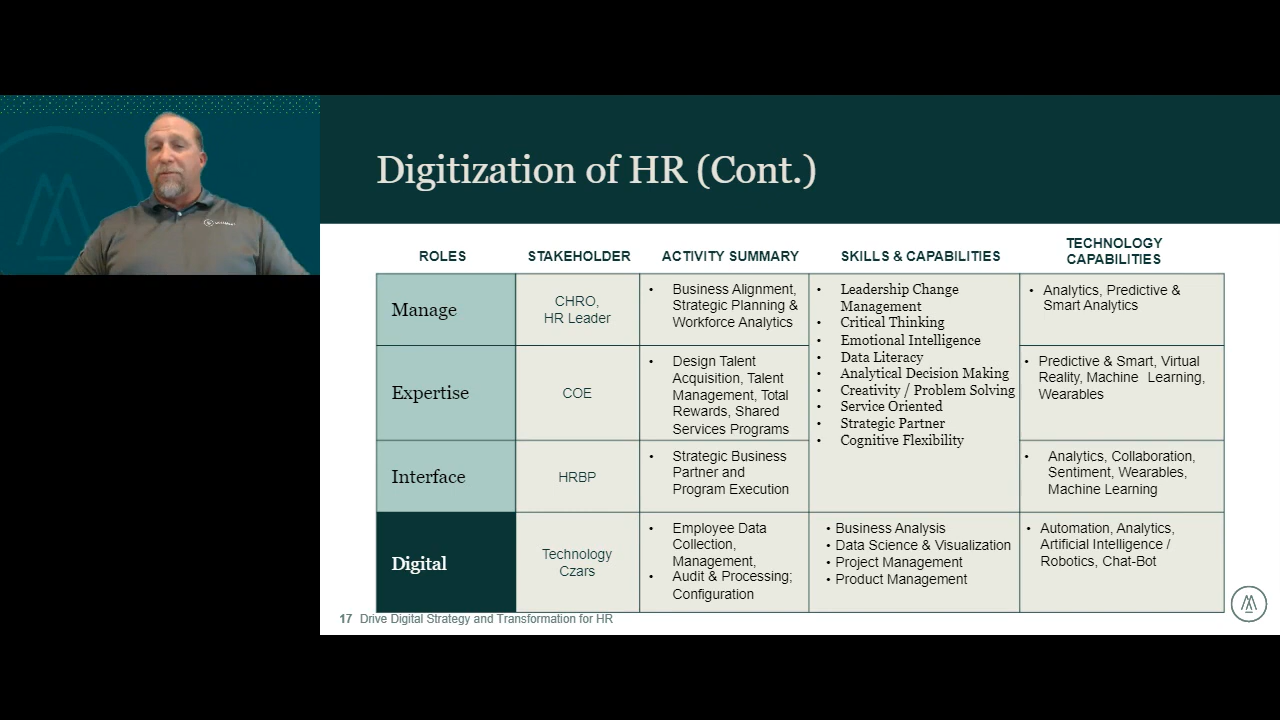 Digitization of HR (Cont.)
ROLES
STAKEHOLDER
ACTIVITY SUMMARY
SKILLS & CAPABILITIES
TECHNOLOGY
CAPABILITIES
Manage
CHRO,
HR Leader
• Business Alignment,
Strategic Planning &
Workforce Analytics
• Leadership Change
Management
• Critical Thinking
• Emotional Intelligence
• Data Literacy
• Analytical Decision Making
• Creativity / Problem Solving
• Service Oriented
• Strategic Partner
• Cognitive Flexibility
• Analytics, Predictive &
Smart Analytics
Expertise
COE
• Design Talent
Acquisition, Talent
Management, Total
Rewards, Shared
Services Programs
• Predictive & Smart, Virtual
Reality, Machine Learning,
Wearables
Interface
HRBP
• Strategic Business
Partner and
Program Execution
• Analytics, Collaboration,
Sentiment, Wearables,
Machine Learning
Digital
Technology
Czars
• Employee Data
Collection,
Management,
• Audit & Processing;
Configuration
• Business Analysis
• Data Science & Visualization
• Project Management
• Product Management
• Automation, Analytics,
Artificial Intelligence /
Robotics, Chat-Bot
17 Drive Digital Strategy and Transformation for HR